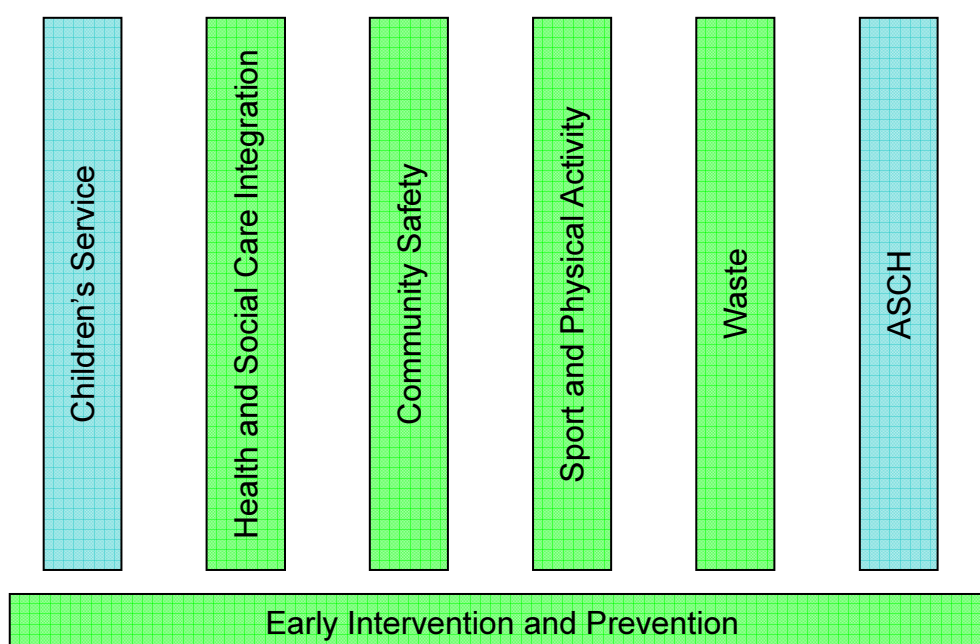 Children’s Service
Health and Social Care Integration
Community Safety
Sport and Physical Activity
Waste
ASCH
Early Intervention and Prevention